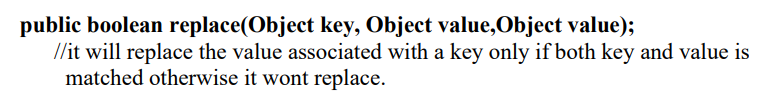 public boolean replace(Object key, Object value,Object value);
//it will replace the value associated with a key only if both key and value is
matched otherwise it wont replace.